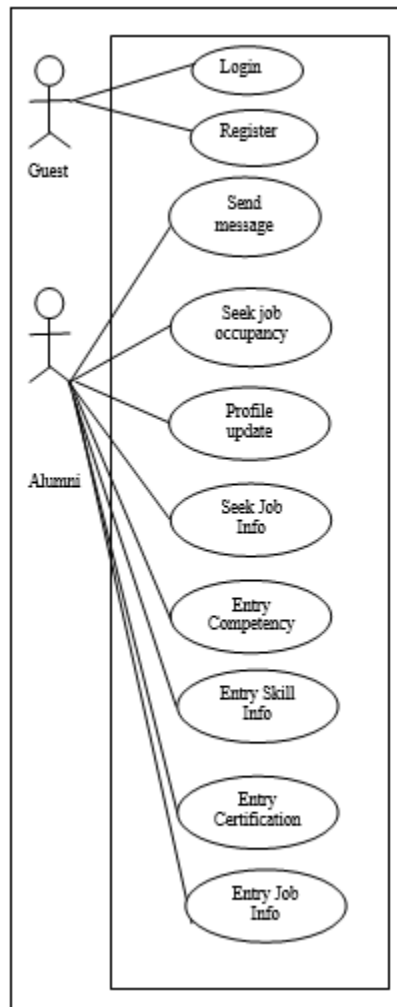 Login
Register
Guest
Send
message
Seek job
occupancy
Profile
update
Alumni
Seek Job
Info
Entry
Competency
Entry Skill
Info
Entry
Certification
Entry Job
Info